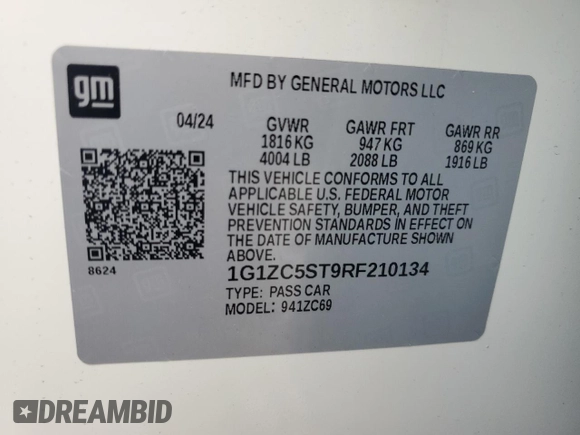 gm
MFD BY GENERAL MOTORS LLC
04/24 GVWR GAWR FRT GAWR RR
1816 KG 947 KG 869 KG
4004 LB 2088 LB 1916 LB
THIS VEHICLE CONFORMS TO ALL
APPLICABLE U.S. FEDERAL MOTOR
VEHICLE SAFETY, BUMPER, AND THEFT
PREVENTION STANDARDS IN EFFECT ON
THE DATE OF MANUFACTURE SHOWN
ABOVE.
8624
1G1ZC5ST9RF210134
TYPE: PASS CAR
MODEL: 941ZC69
DREAMBID